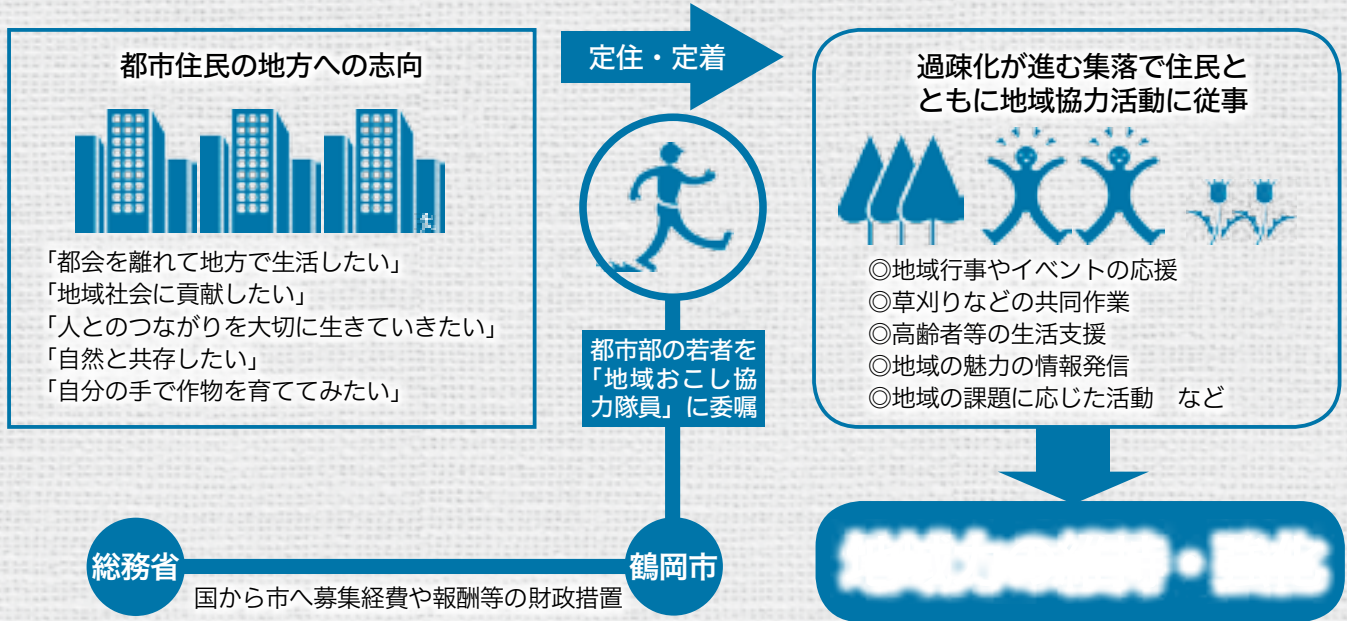 都市住民の地方への志向
「都会を離れて地方で生活したい」
「地域社会に貢献したい」
「人とのつながりを大切に生きていきたい」
「自然と共存したい」
「自分の手で作物を育ててみたい」
定住・定着
都市部の若者を
「地域おこし協
力隊員」に委嘱
過疎化が進む集落で住民と
ともに地域協力活動に従事
◎地域行事やイベントの応援
◎草刈りなどの共同作業
◎高齢者等の生活支援
◎地域の魅力の情報発信
◎地域の課題に応じた活動　など
総務省
国から市へ募集経費や報酬等の財政措置
鶴岡市